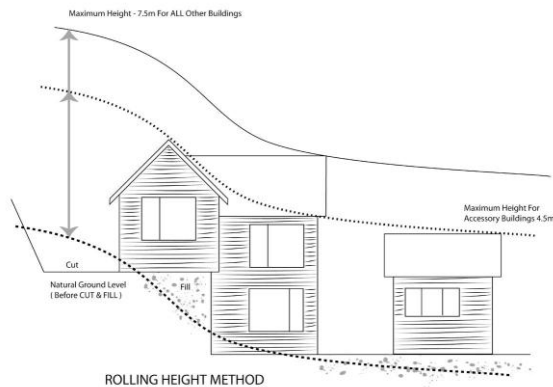 Maximum Height - 7.5m For ALL Other Buildings
Maximum Height For
Accessory Buildings 4.5m
Cut
Natural Ground Level
( Before CUT & FILL )
Fill
ROLLING HEIGHT METHOD